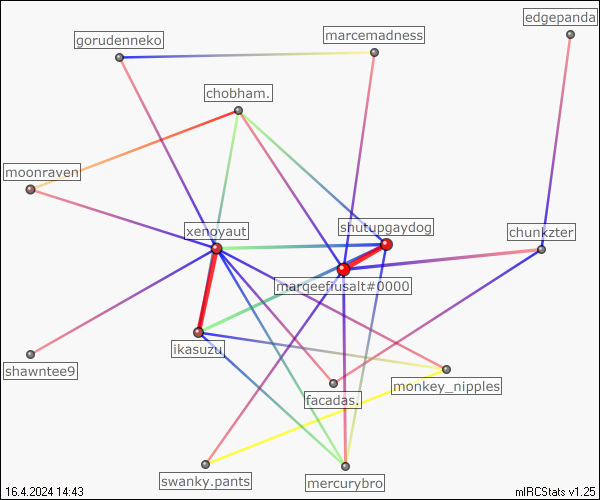 edgepanda
gorudenneko
marcemadness
chobham.
moonraven
xenoyaut
shutupgaydog
chunkzter
marqeefiusalt#0000
ikasuzu
shawntee9
monkey_nipples
facadas.
swanky.pants
mercurybro
16.4.2024 14:43
mIRCStats v1.25